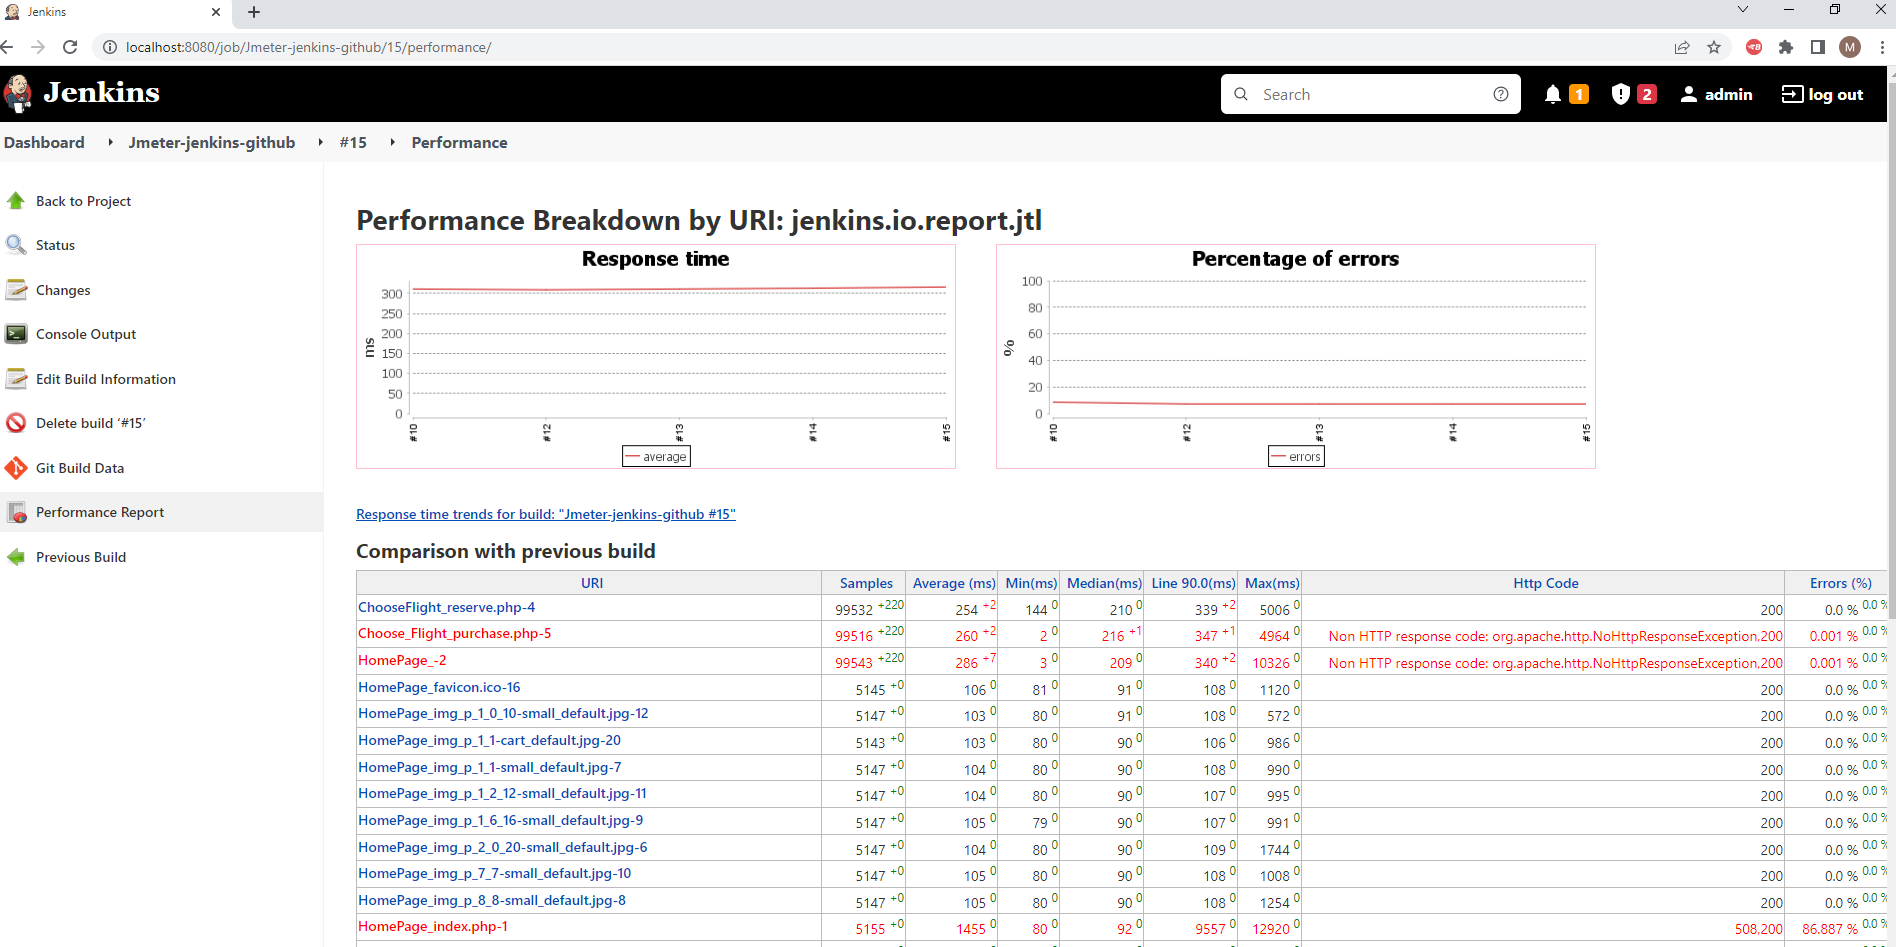 Jenkins
localhost:8080/job/Jmeter-jenkins-github/15/performance/
M
Jenkins
Search
1
2
admin
log out
Dashboard
Jmeter-jenkins-github
#15
Performance
Back to Project
Status
Changes
Console Output
Edit Build Information
Delete build ‘#15’
Git Build Data
Performance Report
Previous Build
Performance Breakdown by URI: jenkins.io.report.jtl
Response time
ms
300
250
200
150
100
50
0
#10
#12
#13
#14
#15
average
Percentage of errors
%
100
80
60
40
20
0
#10
#12
#13
#14
#15
errors
Response time trends for build: "Jmeter-jenkins-github #15"
Comparison with previous build
URI Samples Average (ms) Min(ms) Median(ms) Line 90.0(ms) Max(ms) Http Code Errors (%)
ChooseFlight_reserve.php-4 99532 +220 254 +2 144 0 210 0 339 +2 5006 0 200 0.0 % 0.0 %
Choose_Flight_purchase.php-5 99516 +220 260 +2 2 0 216 +1 347 +1 4964 0 Non HTTP response code: org.apache.http.NoHttpResponseException,200 0.001 % 0.0 %
HomePage_-2 99543 +220 286 +7 3 0 209 0 340 +2 10326 0 Non HTTP response code: org.apache.http.NoHttpResponseException,200 0.001 % 0.0 %
HomePage_favicon.ico-16 5145 +0 106 0 81 0 91 0 108 0 1120 0 200 0.0 % 0.0 %
HomePage_img_p_1_0_10-small_default.jpg-12 5147 +0 103 0 80 0 91 0 108 0 572 0 200 0.0 % 0.0 %
HomePage_img_p_1_1-cart_default.jpg-20 5143 +0 103 0 80 0 90 0 106 0 986 0 200 0.0 % 0.0 %
HomePage_img_p_1_1-small_default.jpg-7 5147 +0 104 0 80 0 90 0 108 0 990 0 200 0.0 % 0.0 %
HomePage_img_p_1_2_12-small_default.jpg-11 5147 +0 104 0 80 0 90 0 107 0 995 0 200 0.0 % 0.0 %
HomePage_img_p_1_6_16-small_default.jpg-9 5147 +0 105 0 79 0 90 0 107 0 991 0 200 0.0 % 0.0 %
HomePage_img_p_2_0_20-small_default.jpg-6 5147 +0 104 0 80 0 90 0 109 0 1744 0 200 0.0 % 0.0 %
HomePage_img_p_7_7-small_default.jpg-10 5147 +0 105 0 80 0 90 0 108 0 1008 0 200 0.0 % 0.0 %
HomePage_img_p_8_8-small_default.jpg-8 5147 +0 105 0 80 0 90 0 108 0 1254 0 200 0.0 % 0.0 %
HomePage_index.php-1 5155 +0 1455 0 80 0 92 0 9557 0 12920 0 508,200 86.887 % 0.0 %